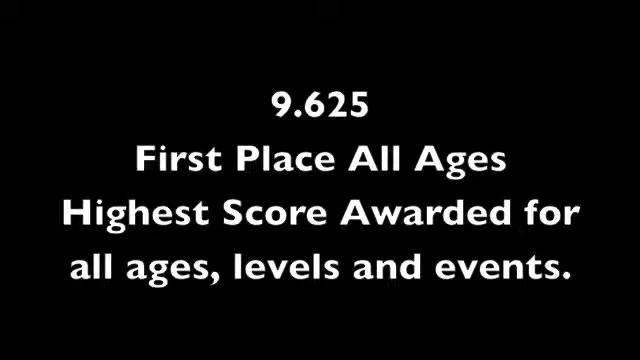 9.625
First Place All Ages
Highest Score Awarded for
all ages, levels and events.